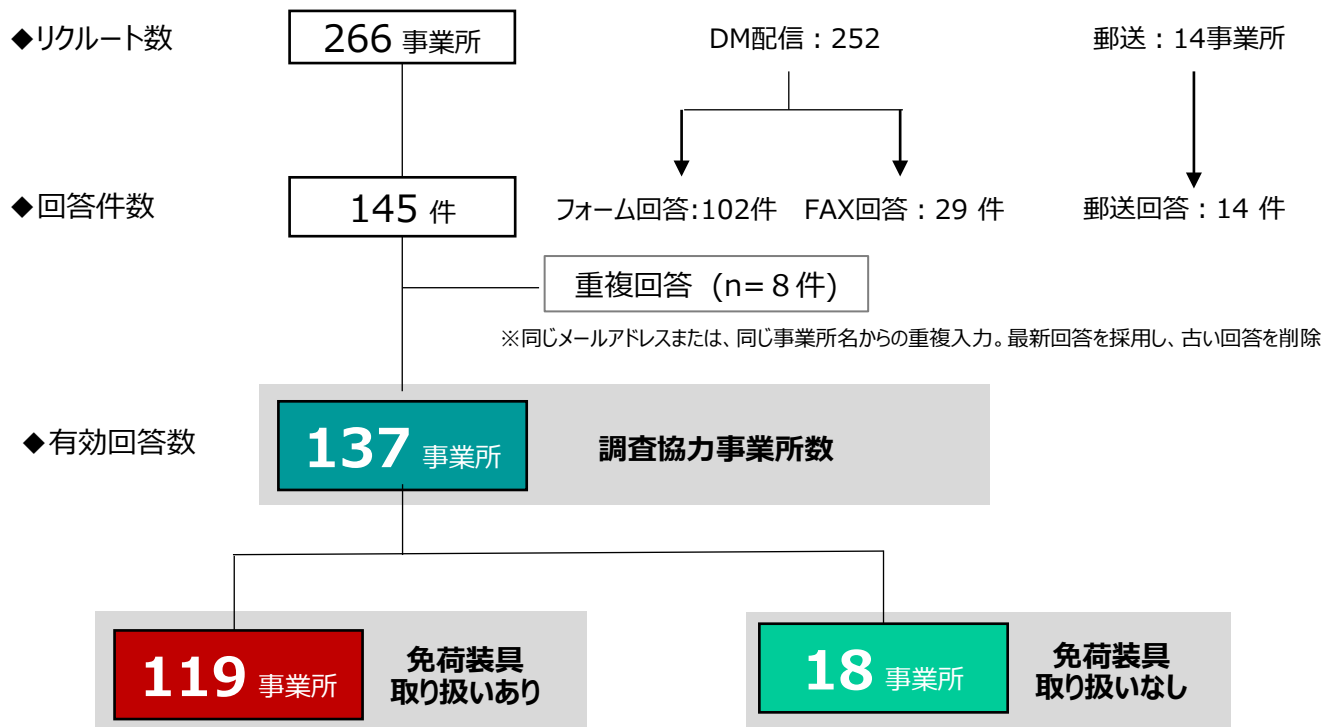 ◆リクルート数
266 事業所
DM配信：252
郵送：14事業所
◆回答件数
145 件
フォーム回答:102件
FAX回答：29 件
郵送回答：14 件
重複回答 (n=８件)
※同じメールアドレスまたは、同じ事業所名からの重複入力。最新回答を採用し、古い回答を削除
◆有効回答数
137 事業所
調査協力事業所数
119 事業所
免荷装具
取り扱いあり
18 事業所
免荷装具
取り扱いなし